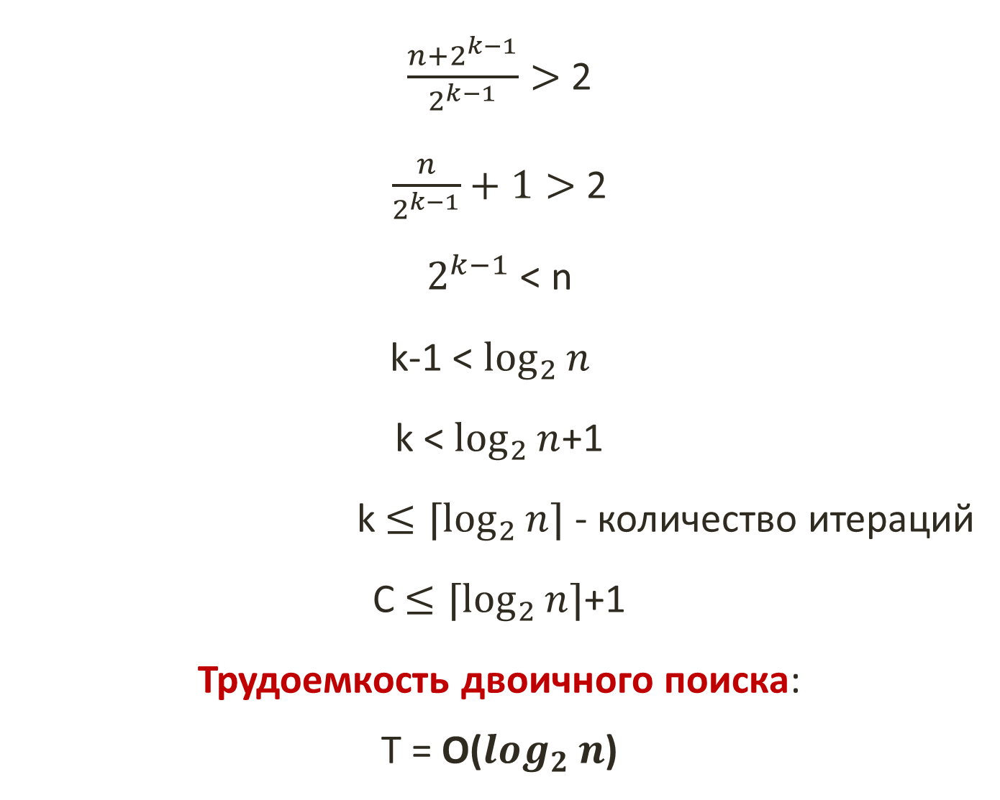 n+2^{k−1} / 2^{k−1} > 2
n / 2^{k−1} + 1 > 2
2^{k−1} < n
k-1 < log₂ n
k < log₂ n+1
k ≤ ⌈log₂ n⌉ - количество итераций
C ≤ ⌈log₂ n⌉+1
Трудоемкость двоичного поиска:
T = O(log₂ n)